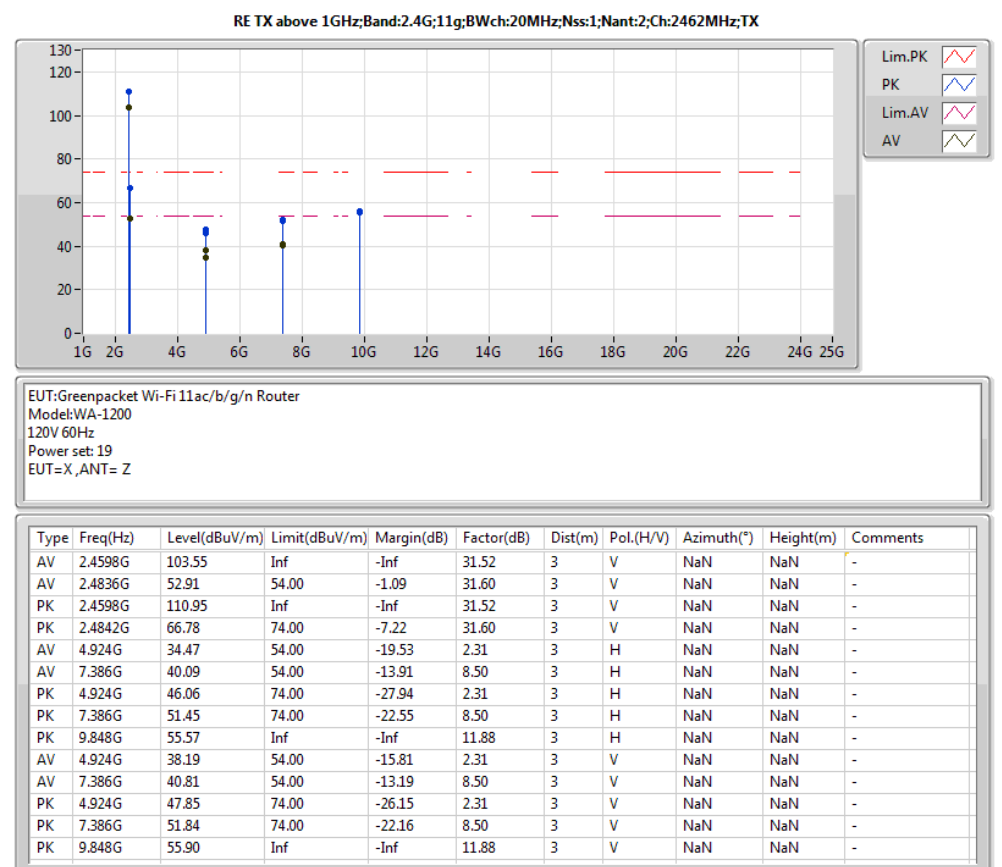 RE TX above 1GHz;Band:2.4G;11g;BWch:20MHz;Nss:1;Nant:2;Ch:2462MHz;TX
130
120
100
80
60
40
20
0
1G 2G 4G 6G 8G 10G 12G 14G 16G 18G 20G 22G 24G 25G
Lim.PK
PK
Lim.AV
AV
EUT:Greenpacket Wi-Fi 11ac/b/g/n Router
Model:WA-1200
120V 60Hz
Power set: 19
EUT=X ,ANT= Z
Type Freq(Hz) Level(dBuV/m) Limit(dBuV/m) Margin(dB) Factor(dB) Dist(m) Pol.(H/V) Azimuth(°) Height(m) Comments
AV 2.4598G 103.55 Inf -Inf 31.52 3 V NaN NaN -
AV 2.4836G 52.91 54.00 -1.09 31.60 3 V NaN NaN -
PK 2.4598G 110.95 Inf -Inf 31.52 3 V NaN NaN -
PK 2.4842G 66.78 74.00 -7.22 31.60 3 V NaN NaN -
AV 4.924G 34.47 54.00 -19.53 2.31 3 H NaN NaN -
AV 7.386G 40.09 54.00 -13.91 8.50 3 H NaN NaN -
PK 4.924G 46.06 74.00 -27.94 2.31 3 H NaN NaN -
PK 7.386G 51.45 74.00 -22.55 8.50 3 H NaN NaN -
PK 9.848G 55.57 Inf -Inf 11.88 3 H NaN NaN -
AV 4.924G 38.19 54.00 -15.81 2.31 3 V NaN NaN -
AV 7.386G 40.81 54.00 -13.19 8.50 3 V NaN NaN -
PK 4.924G 47.85 74.00 -26.15 2.31 3 V NaN NaN -
PK 7.386G 51.84 74.00 -22.16 8.50 3 V NaN NaN -
PK 9.848G 55.90 Inf -Inf 11.88 3 V NaN NaN -